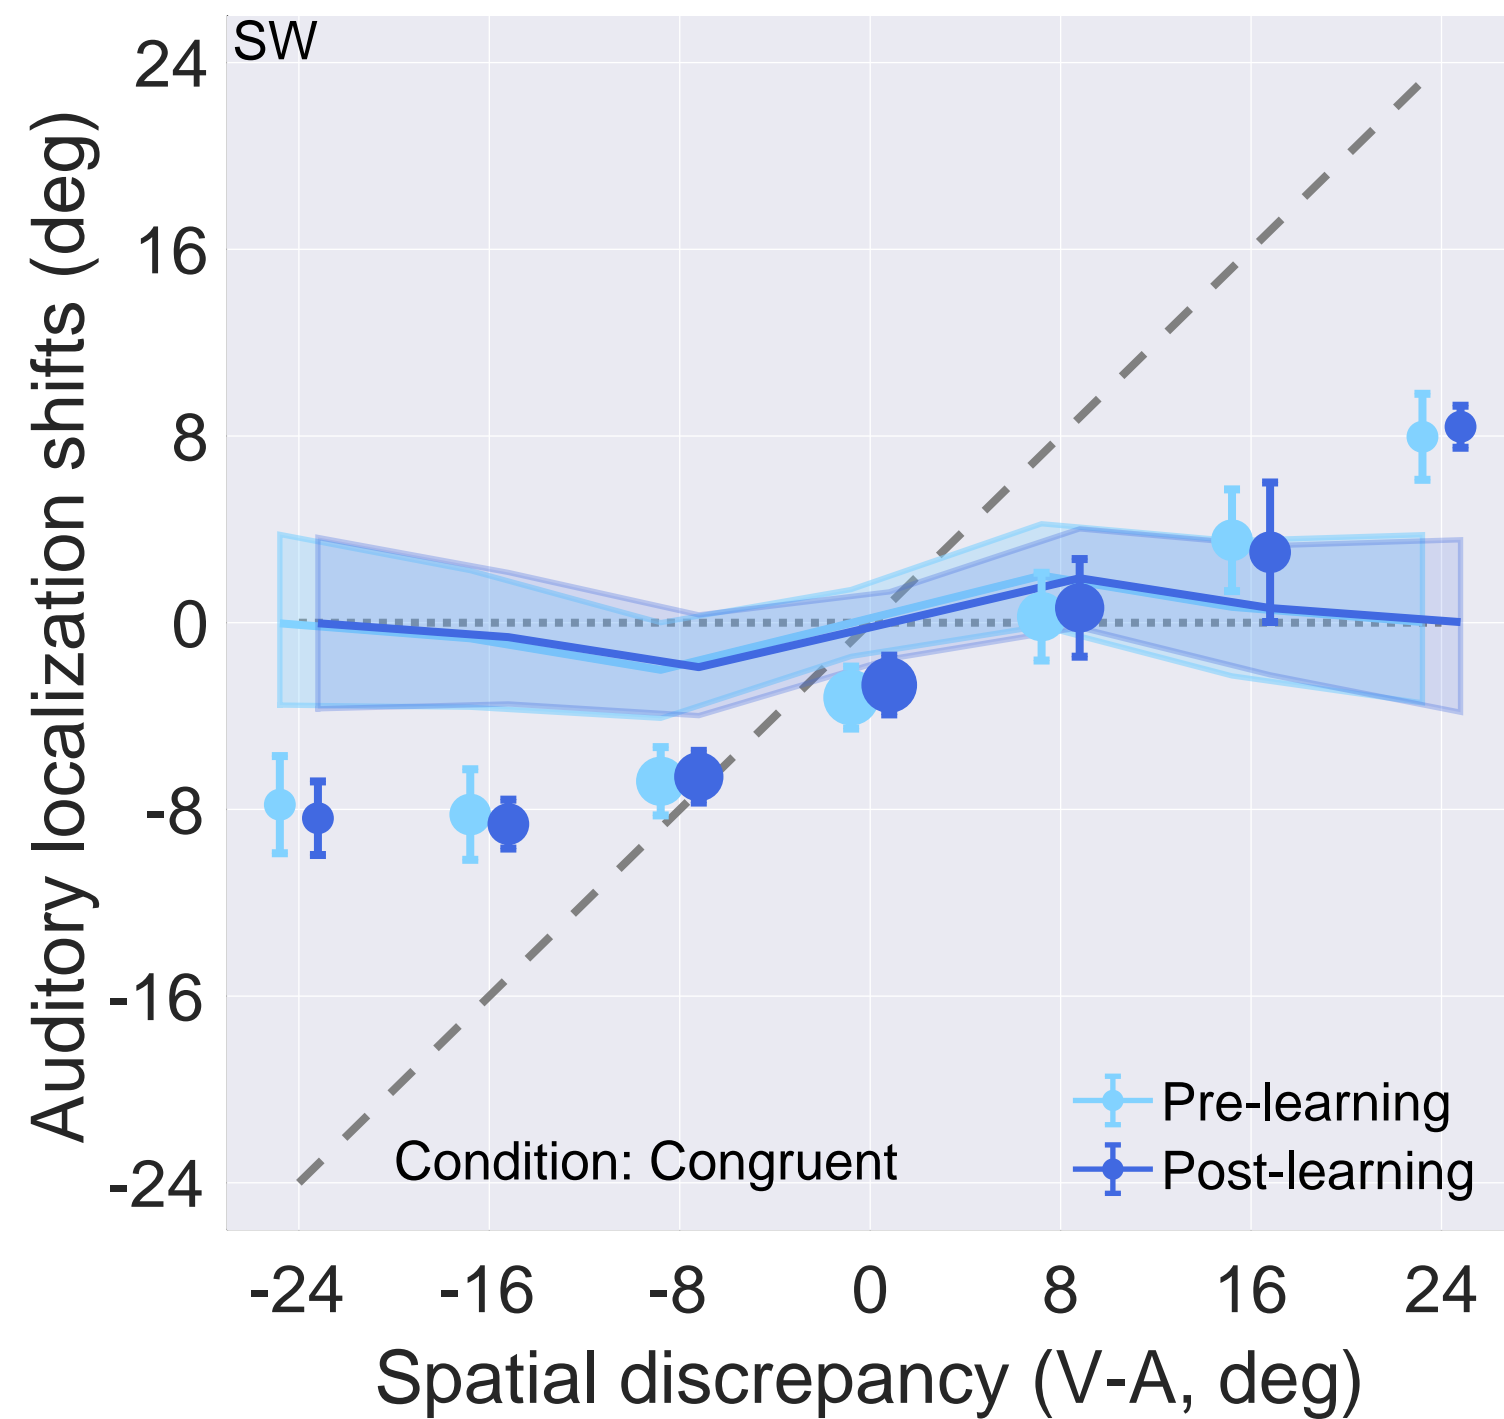 SW
24
16
8
0
-8
-16
-24
Auditory localization shifts (deg)
Condition: Congruent
Pre-learning
Post-learning
-24 -16 -8 0 8 16 24
Spatial discrepancy (V-A, deg)